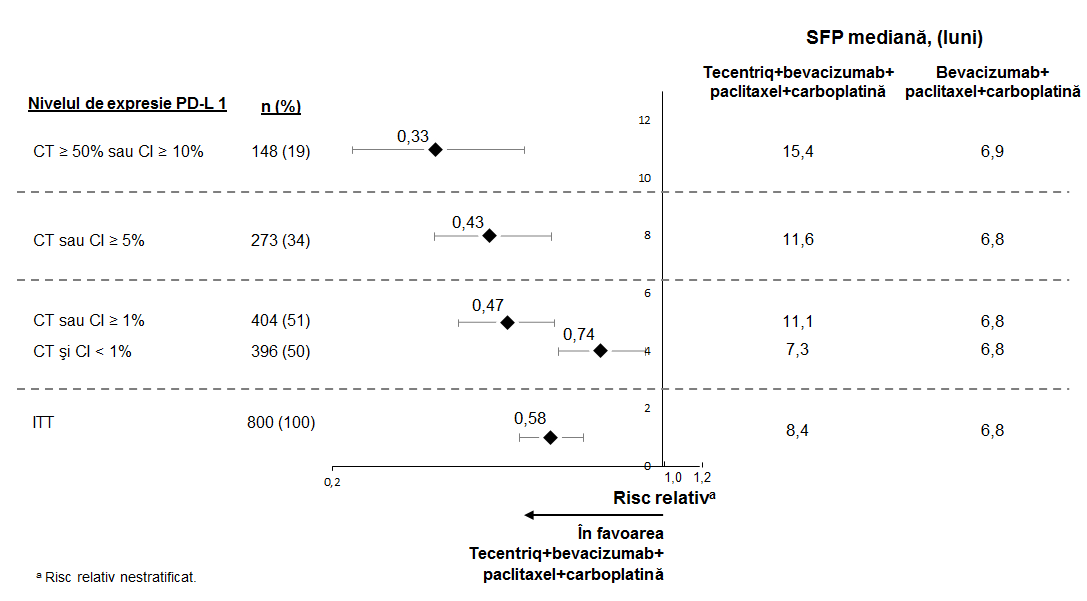 SFP mediană, (luni)
Tecentriq+bevacizumab+
paclitaxel+carboplatină
Bevacizumab+
paclitaxel+carboplatină
Nivelul de expresie PD-L 1
n (%)
12
0,33
CT ≥ 50% sau CI ≥ 10%
148 (19)
15,4
6,9
10
0,43
8
CT sau CI ≥ 5%
273 (34)
11,6
6,8
6
0,47
CT sau CI ≥ 1%
404 (51)
11,1
6,8
0,74
CT şi CI < 1%
396 (50)
4
7,3
6,8
2
0,58
ITT
800 (100)
8,4
6,8
0
0,2
1,0
1,2
Risc relativᵃ
În favoarea
Tecentriq+bevacizumab+
paclitaxel+carboplatină
ᵃ Risc relativ nestratificat.